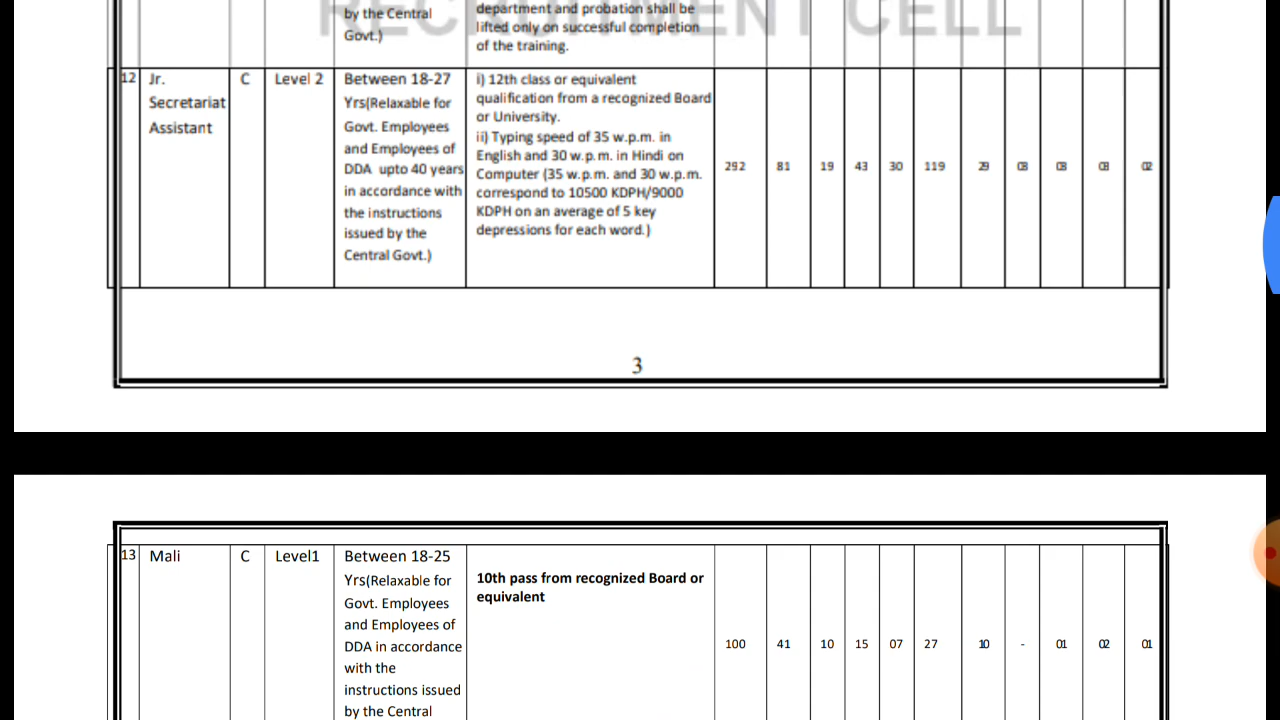 RECRUITMENT CELL
by the Central
Govt.)
department and probation shall be
lifted only on successful completion
of the training.
12
Jr.
Secretariat
Assistant
C
Level 2
Between 18-27
Yrs(Relaxable for
Govt. Employees
and Employees of
DDA upto 40 years
in accordance with
the instructions
issued by the
Central Govt.)
i) 12th class or equivalent
qualification from a recognized Board
or University.
ii) Typing speed of 35 w.p.m. in
English and 30 w.p.m. in Hindi on
Computer (35 w.p.m. and 30 w.p.m.
correspond to 10500 KDPH/9000
KDPH on an average of 5 key
depressions for each word.)
292
81
19
43
30
119
29
03
03
03
02
3
13
Mali
C
Level1
Between 18-25
Yrs(Relaxable for
Govt. Employees
and Employees of
DDA in accordance
with the
instructions issued
by the Central
10th pass from recognized Board or
equivalent
100
41
10
15
07
27
10
-
01
02
01